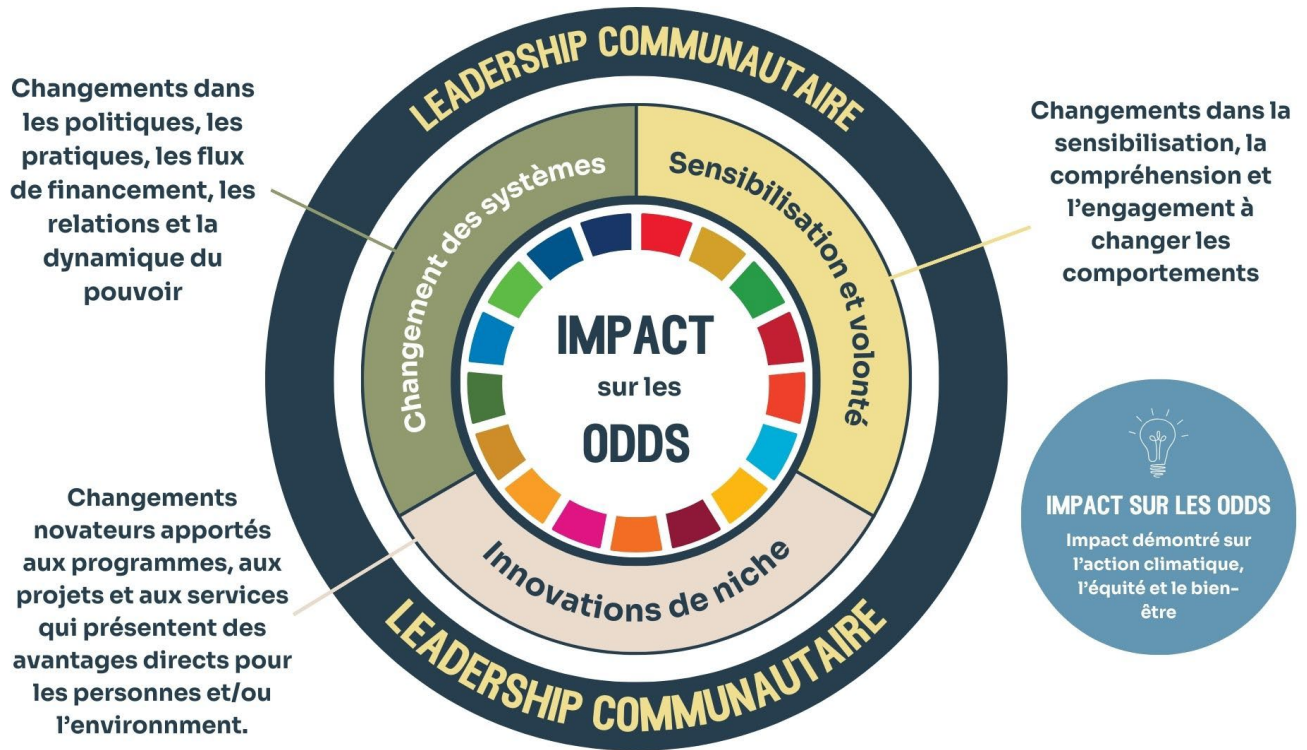 LEADERSHIP COMMUNAUTAIRE
Changements dans
les politiques, les
pratiques, les flux
de financement, les
relations et la
dynamique du
pouvoir
Changement des systèmes
Sensibilisation et volonté
Changements dans la
sensibilisation, la
compréhension et
l'engagement à
changer les
comportements
IMPACT
sur les
ODDS
Changements
novateurs apportés
aux programmes, aux
projets et aux services
qui présentent des
avantages directs pour
les personnes et/ou
l'environnment.
Innovations de niche
LEADERSHIP COMMUNAUTAIRE
IMPACT SUR LES ODDS
Impact démontré sur
l'action climatique,
l'équité et le bien-
être